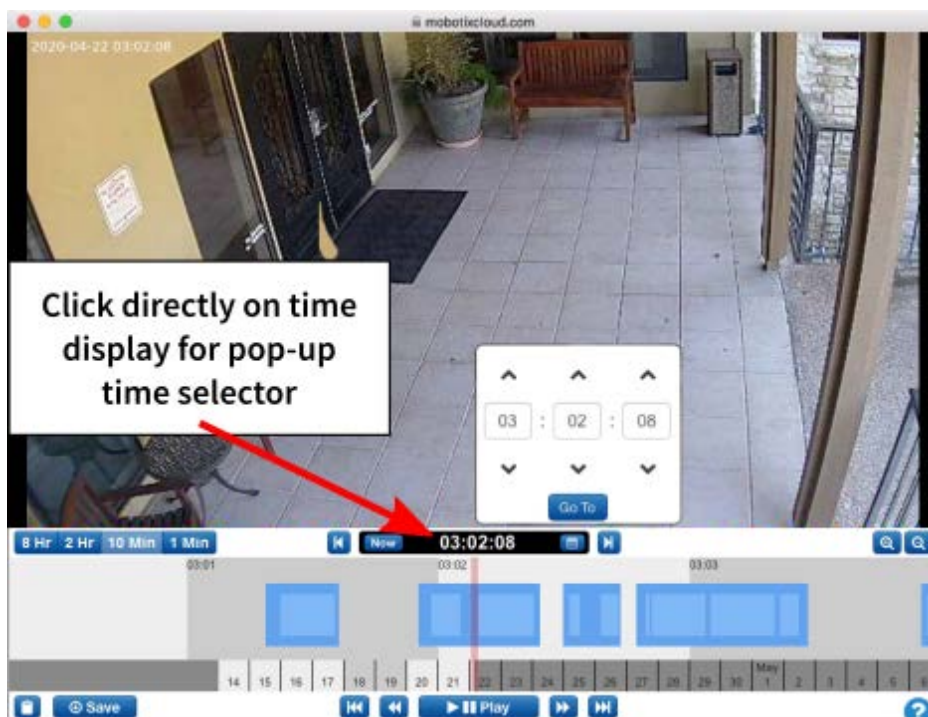 mobotixcloud.com
2020-04-22 03:02:08
Click directly on time
display for pop-up
time selector
03 : 02 : 08
Go To
8 Hr 2 Hr 10 Min 1 Min
Now 03:02:08
03:01 03:02 03:03
May
14 15 16 17 18 19 20 21 22 23 24 25 26 27 28 29 30 1 2 3 4 5 6
Save Play
?